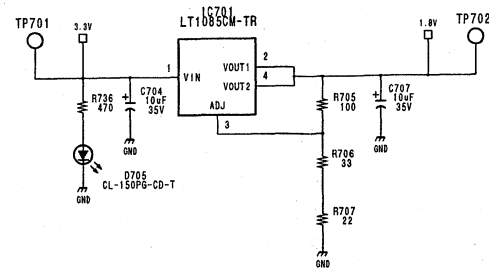 TP701
3.3V
IC701
LT1085CM-TR
1.8V
TP702
1
VIN
VOUT1
2
VOUT2
4
ADJ
3
R736
470
C704
10uF
35V
R705
100
C707
10uF
35V
GND
GND
D705
CL-150PG-CD-T
GND
R706
33
R707
22
GND